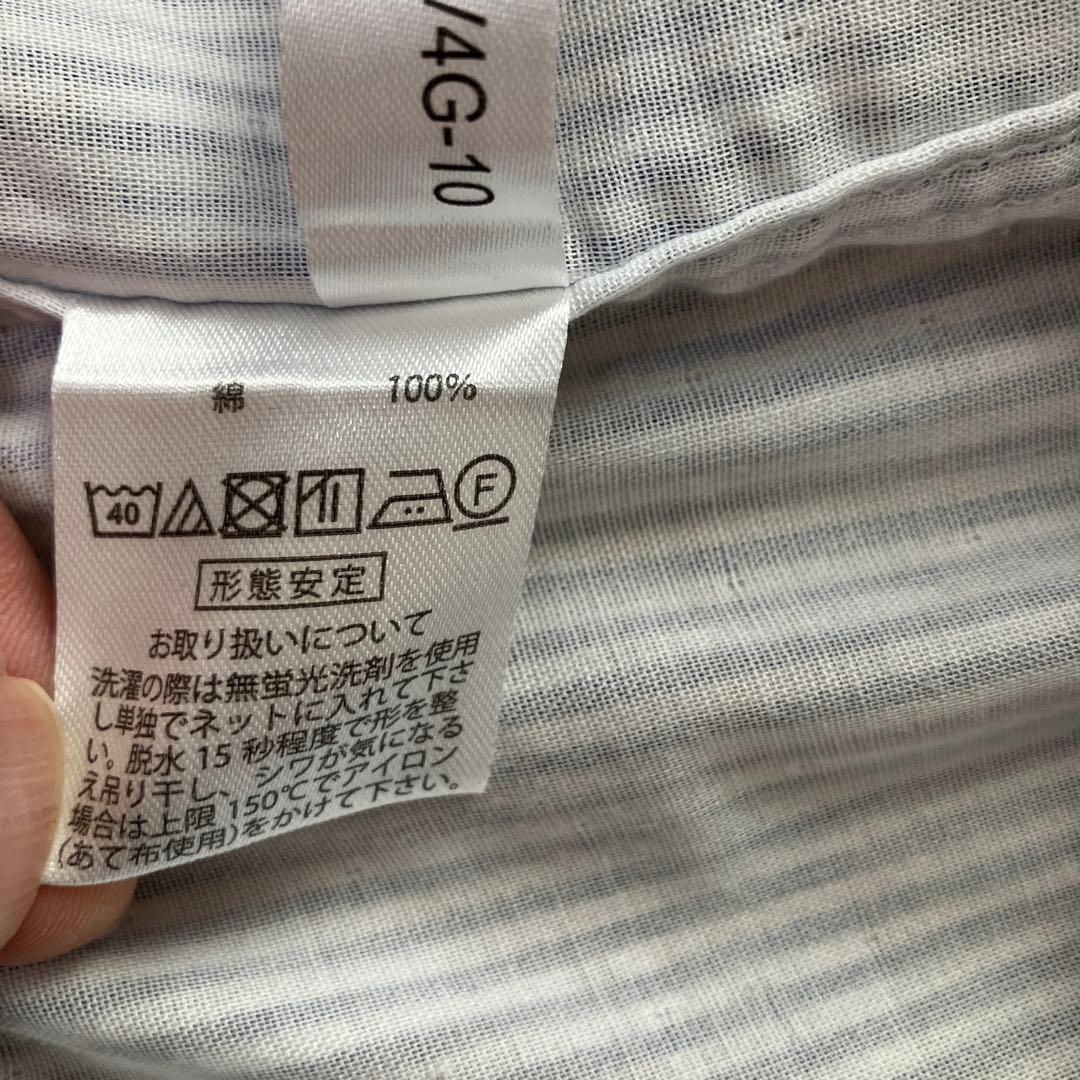 /4G-10
綿 100%
40 F
形態安定
お取り扱いについて
洗濯の際は無蛍光洗剤を使用
し単独でネットに入れて下さ
い。脱水 15 秒程度で形を整
え吊り干し、シワが気になる
場合は上限 150℃でアイロン
(あて布使用)をかけて下さい。